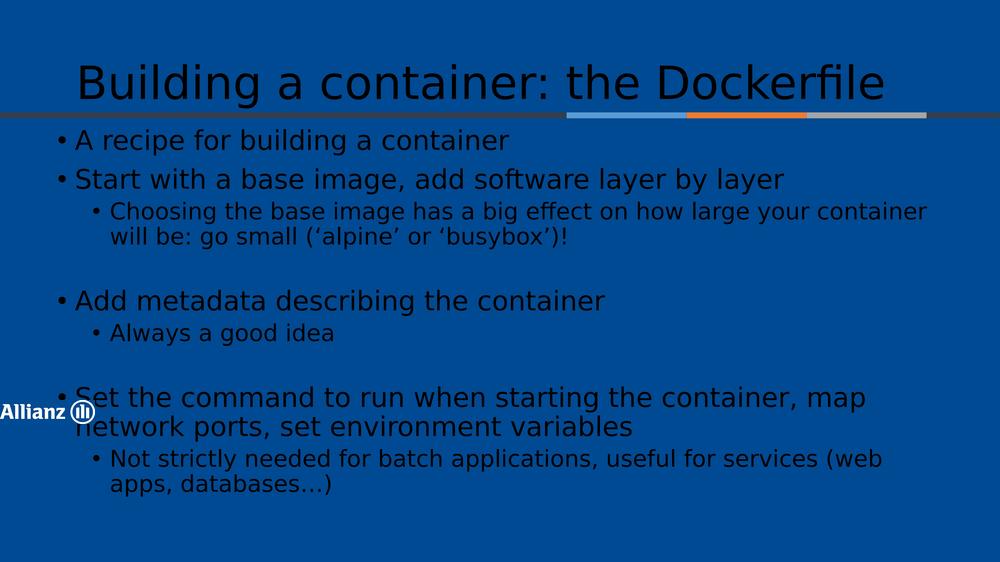 Building a container: the Dockerfile
• A recipe for building a container
• Start with a base image, add software layer by layer
• Choosing the base image has a big effect on how large your container
will be: go small (‘alpine’ or ‘busybox’)!
• Add metadata describing the container
• Always a good idea
• Set the command to run when starting the container, map
Allianz
network ports, set environment variables
• Not strictly needed for batch applications, useful for services (web
apps, databases…)